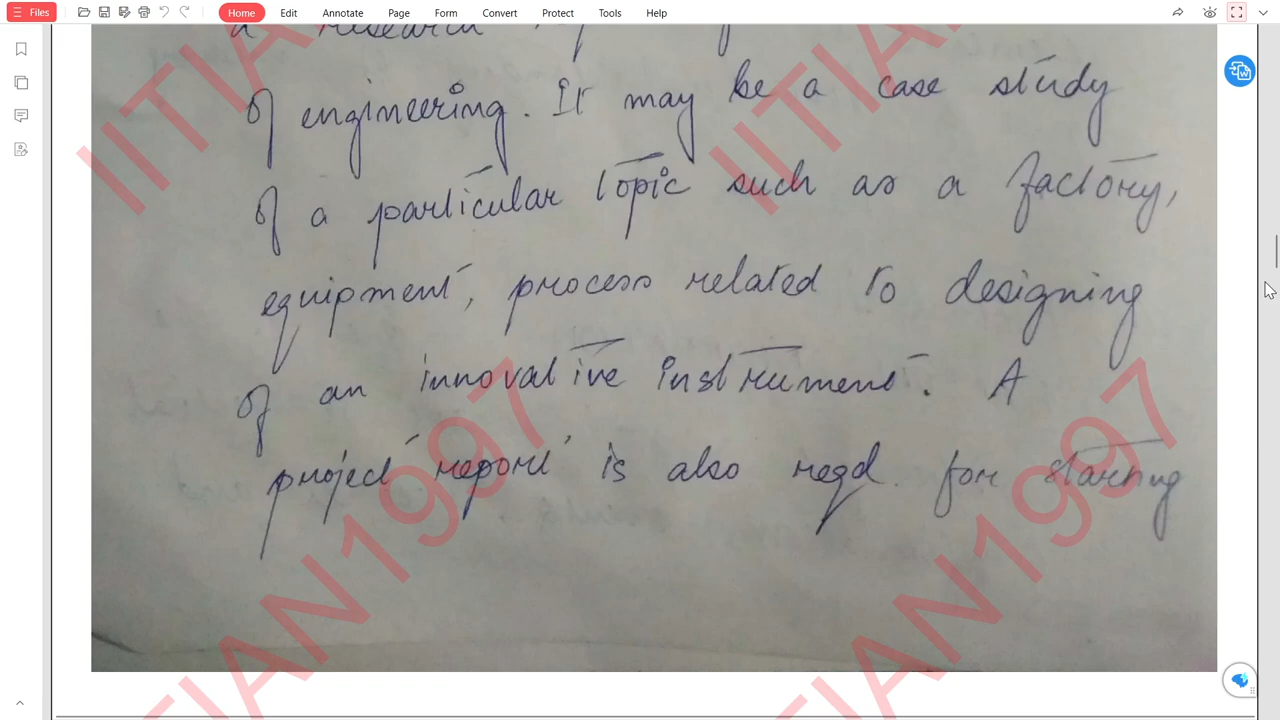 Files
Home Edit Annotate Page Form Convert Protect Tools Help
a research
of engineering. It may be a case study
of a particular topic such as a factory,
equipment, process related to designing
of an innovative instrument. A
project report is also reqd. for starting
IITIAN1997
IITIAN1997